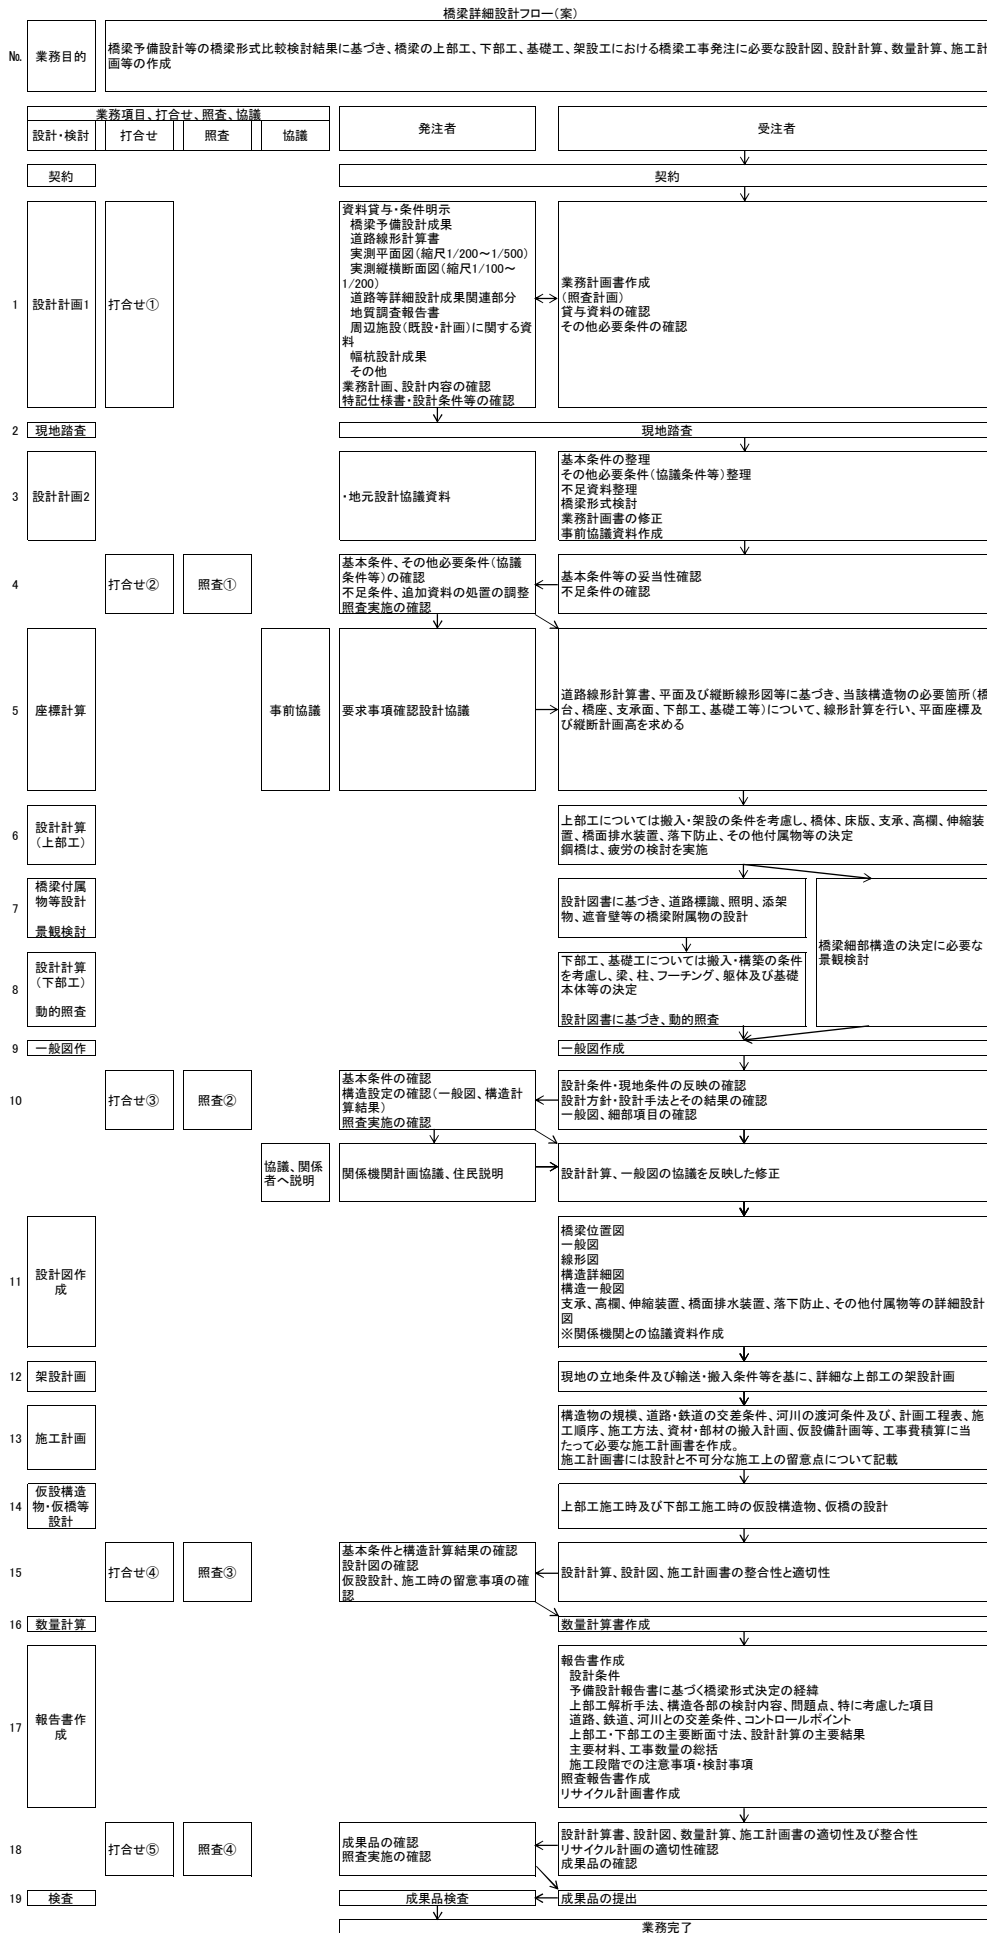 橋梁詳細設計フロー(案)
No.
業務目的
橋梁予備設計等の橋梁形式比較検討結果に基づき、橋梁の上部工、下部工、基礎工、架設工における橋梁工事発注に必要な設計図、設計計算、数量計算、施工計
画等の作成
業務項目、打合せ、照査、協議
設計・検討
打合せ
照査
協議
発注者
受注者
契約
契約
1
設計計画1
打合せ①
資料貸与・条件明示
橋梁予備設計成果
道路線形計算書
実測平面図(縮尺1/200~1/500)
実測縦横断面図(縮尺1/100~
1/200)
道路等詳細設計成果関連部分
地質調査報告書
周辺施設(既設・計画)に関する資
料
幅杭設計成果
その他
業務計画、設計内容の確認
特記仕様書・設計条件等の確認
業務計画書作成
(照査計画)
貸与資料の確認
その他必要条件の確認
2
現地踏査
現地踏査
3
設計計画2
・地元設計協議資料
基本条件の整理
その他必要条件(協議条件等)整理
不足資料整理
橋梁形式検討
業務計画書の修正
事前協議資料作成
4
打合せ②
照査①
基本条件、その他必要条件(協議
条件等)の確認
不足条件、追加資料の処置の調整
照査実施の確認
基本条件等の妥当性確認
不足条件の確認
5
座標計算
事前協議
要求事項確認設計協議
道路線形計算書、平面及び縦断線形図等に基づき、当該構造物の必要箇所(橋
台、橋座、支承面、下部工、基礎工等)について、線形計算を行い、平面座標及
び縦断計画高を求める
6
設計計算
(上部工)
上部工については搬入・架設の条件を考慮し、橋体、床版、支承、高欄、伸縮装
置、橋面排水装置、落下防止、その他付属物等の決定
鋼橋は、疲労の検討を実施
7
橋梁付属
物等設計
景観検討
設計図書に基づき、道路標識、照明、添架
物、遮音壁等の橋梁附属物の設計
橋梁細部構造の決定に必要な
景観検討
8
設計計算
(下部工)
動的照査
下部工、基礎工については搬入・構築の条件
を考慮し、梁、柱、フーチング、躯体及び基礎
本体等の決定
設計図書に基づき、動的照査
9
一般図作
一般図作成
10
打合せ③
照査②
基本条件の確認
構造設定の確認(一般図、構造計
算結果)
照査実施の確認
設計条件・現地条件の反映の確認
設計方針・設計手法とその結果の確認
一般図、細部項目の確認
協議、関係
者へ説明
関係機関計画協議、住民説明
設計計算、一般図の協議を反映した修正
11
設計図作
成
橋梁位置図
一般図
線形図
構造詳細図
構造一般図
支承、高欄、伸縮装置、橋面排水装置、落下防止、その他付属物等の詳細設計
図
※関係機関との協議資料作成
12
架設計画
現地の立地条件及び輸送・搬入条件等を基に、詳細な上部工の架設計画
13
施工計画
構造物の規模、道路・鉄道の交差条件、河川の渡河条件及び、計画工程表、施
工順序、施工方法、資材・部材の搬入計画、仮設備計画等、工事費積算に当
たって必要な施工計画書を作成。
施工計画書には設計と不可分な施工上の留意点について記載
14
仮設構造
物・仮橋等
設計
上部工施工時及び下部工施工時の仮設構造物、仮橋の設計
15
打合せ④
照査③
基本条件と構造計算結果の確認
設計図の確認
仮設設計、施工時の留意事項の確
認
設計計算、設計図、施工計画書の整合性と適切性
16
数量計算
数量計算書作成
17
報告書作
成
報告書作成
設計条件
予備設計報告書に基づく橋梁形式決定の経緯
上部工解析手法、構造各部の検討内容、問題点、特に考慮した項目
道路、鉄道、河川との交差条件、コントロールポイント
上部工・下部工の主要断面寸法、設計計算の主要結果
主要材料、工事数量の総括
施工段階での注意事項・検討事項
照査報告書作成
リサイクル計画書作成
18
打合せ⑤
照査④
成果品の確認
照査実施の確認
設計計算書、設計図、数量計算、施工計画書の適切性及び整合性
リサイクル計画の適切性確認
成果品の確認
19
検査
成果品検査
成果品の提出
業務完了